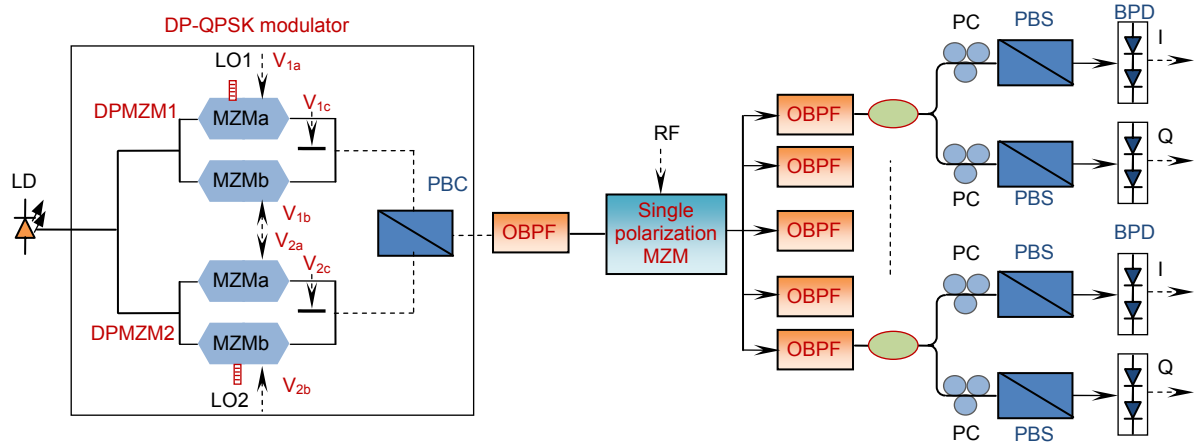 DP-QPSK modulator
LO1
V1a
DPMZM1
MZMa
V1c
MZMb
V1b
LD
PBC
V2a
V2c
MZMa
DPMZM2
MZMb
LO2
V2b
OBPF
RF
Single
polarization
MZM
OBPF
OBPF
OBPF
OBPF
OBPF
PC
PBS
BPD
I
Q
PC
PBS
PC
PBS
BPD
I
Q
PC
PBS